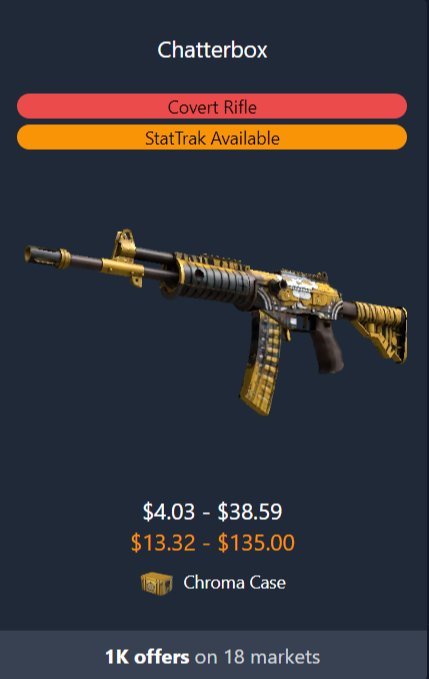 Chatterbox
Covert Rifle
StatTrak Available
$4.03 - $38.59
$13.32 - $135.00
Chroma Case
1K offers on 18 markets